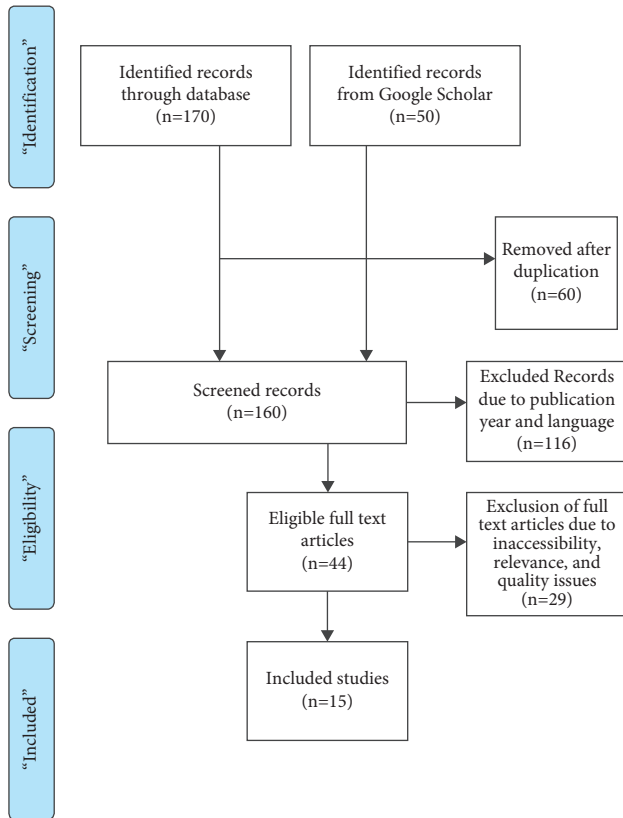 “Identification”
Identified records
through database
(n=170)
Identified records
from Google Scholar
(n=50)
“Screening”
Removed after
duplication
(n=60)
Screened records
(n=160)
Excluded Records
due to publication
year and language
(n=116)
“Eligibility”
Eligible full text
articles
(n=44)
Exclusion of full
text articles due to
inaccessibility,
relevance, and
quality issues
(n=29)
“Included”
Included studies
(n=15)